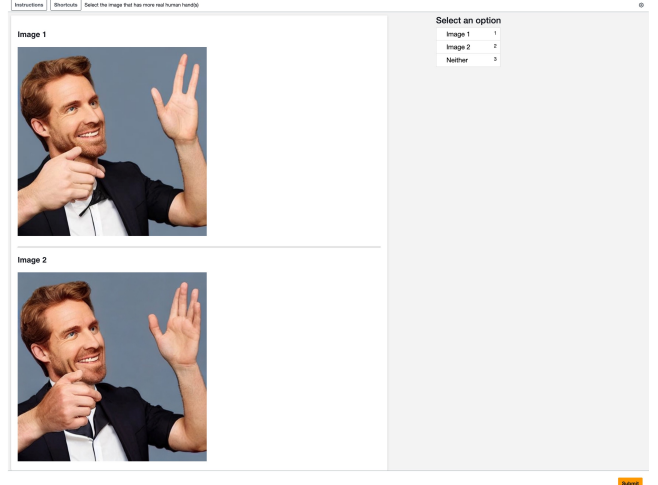 Instructions Shortcuts Select the image that has more real human hand(s)
Select an option
Image 1
Image 1 1
Image 2 2
Neither 3
Image 2
Submit